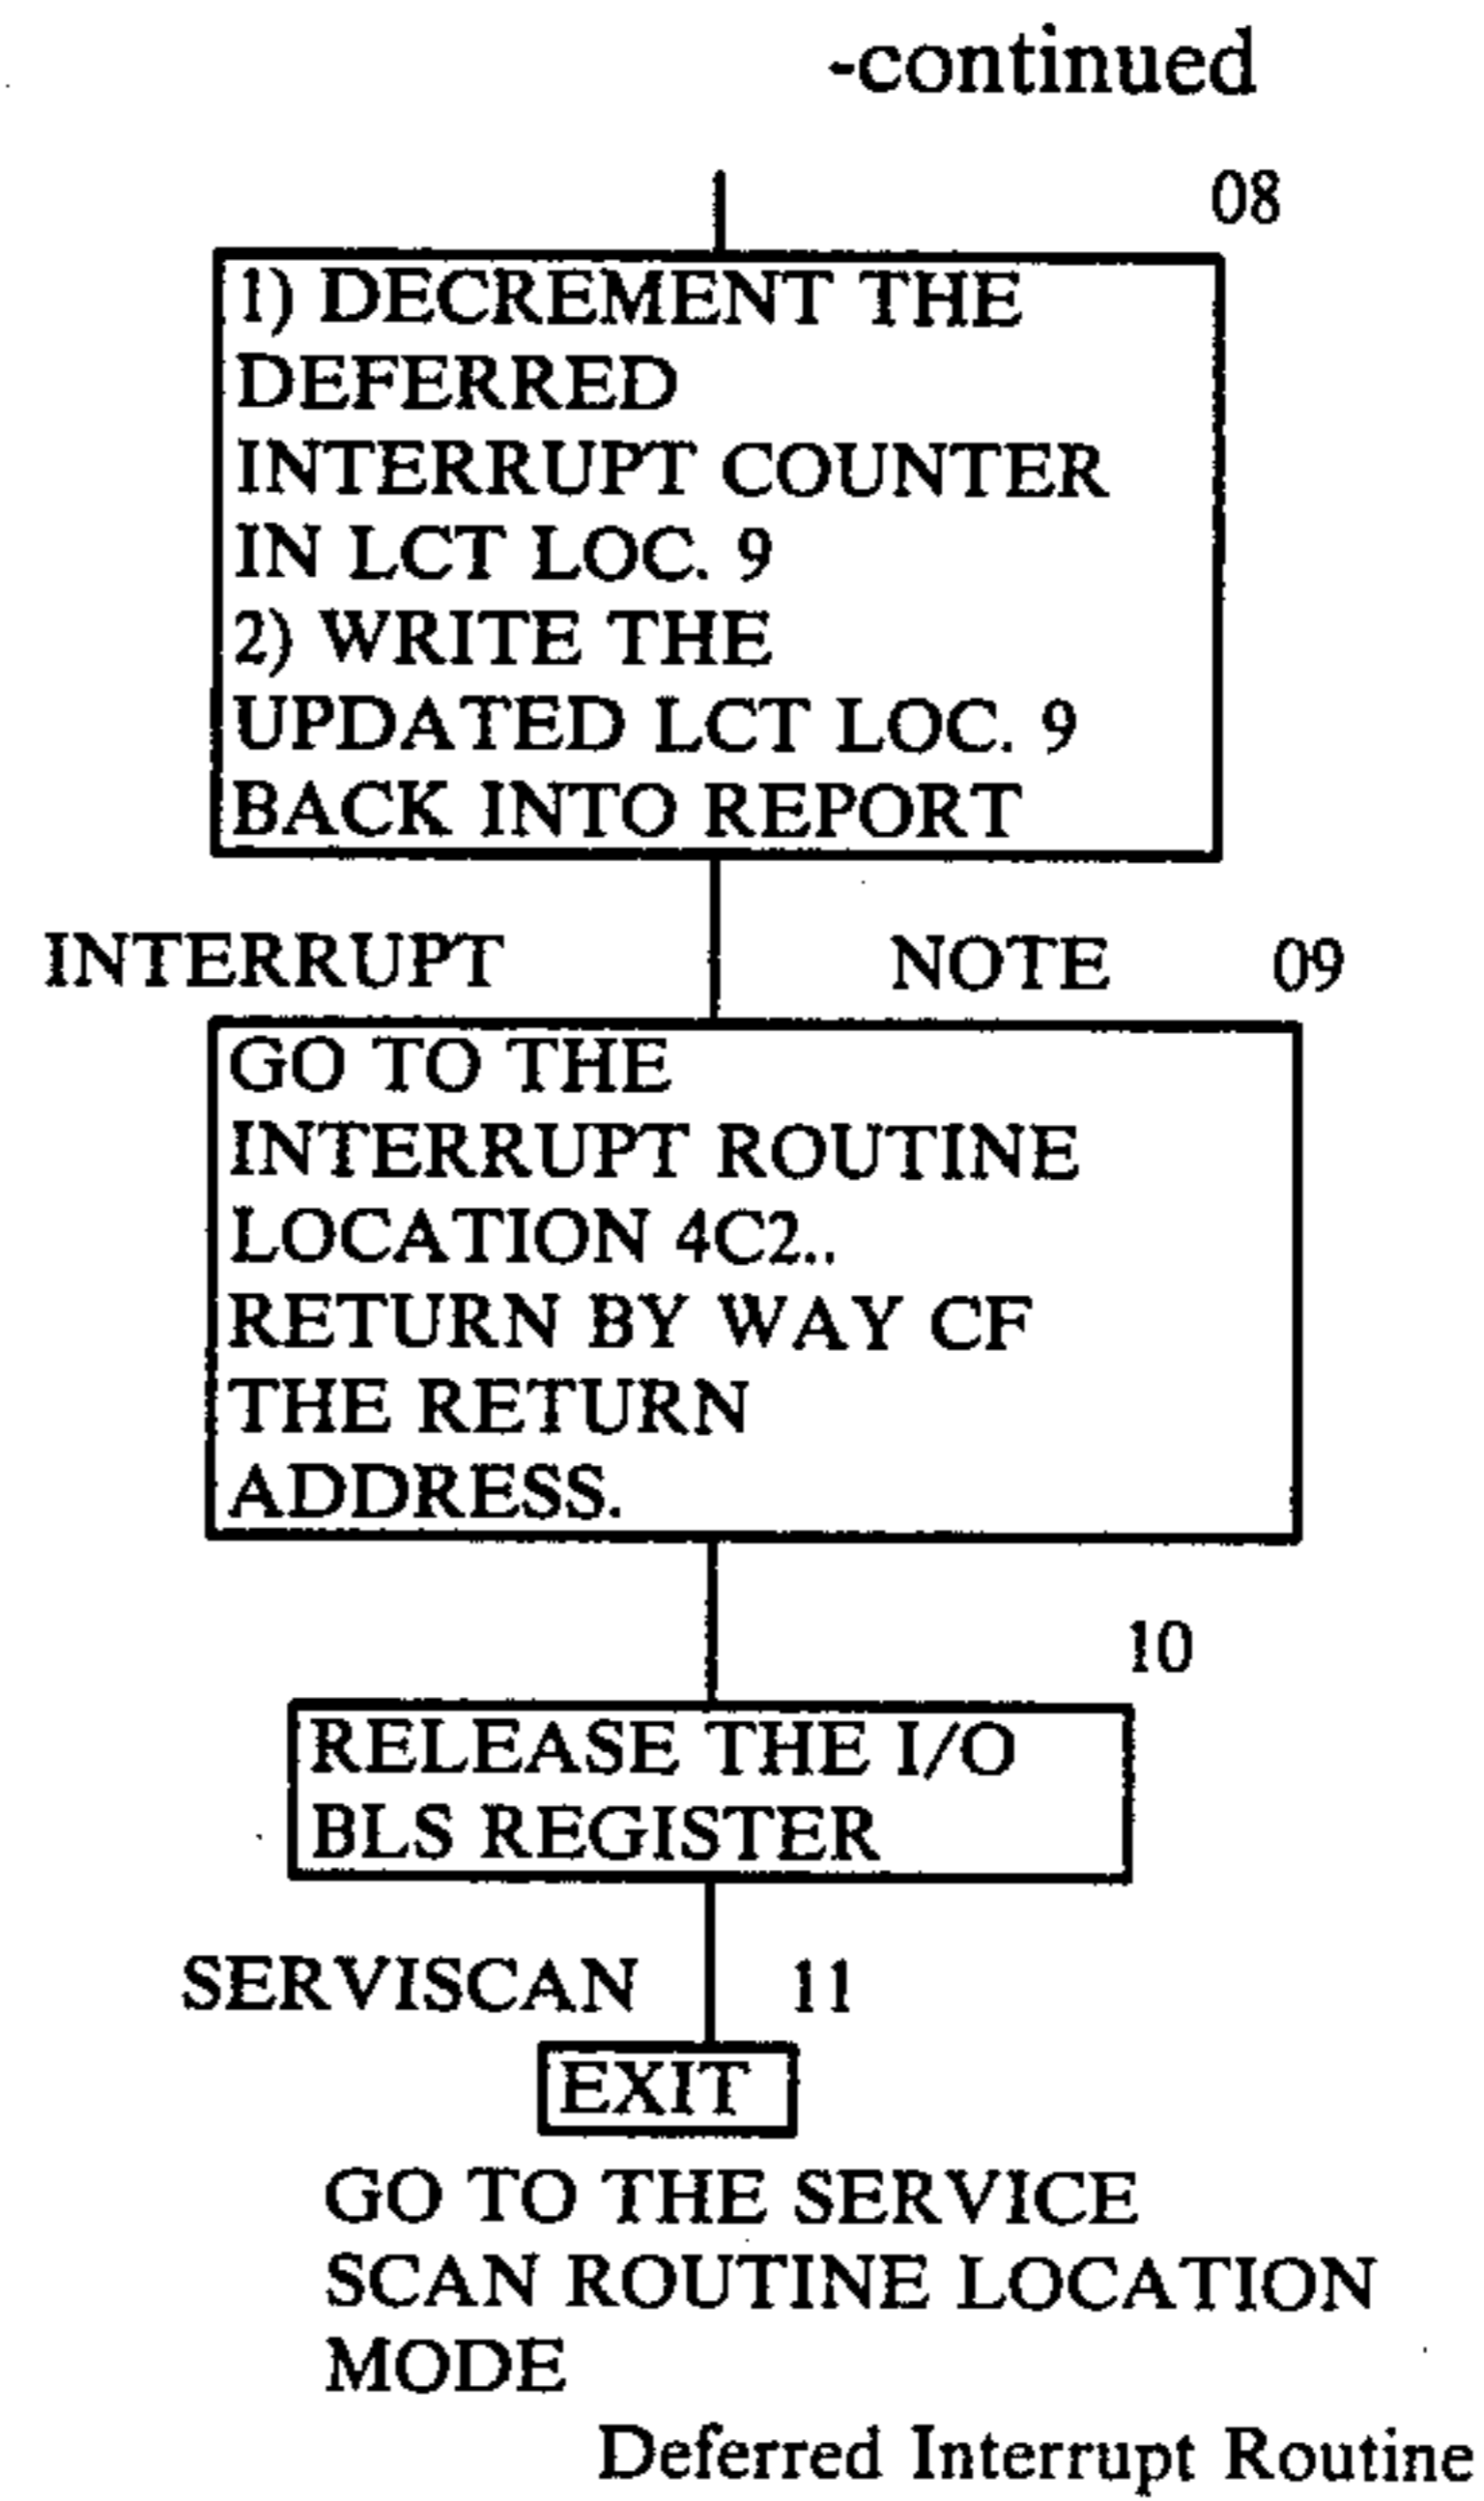 -continued
08
1) DECREMENT THE
DEFERRED
INTERRUPT COUNTER
IN LCT LOC. 9
2) WRITE THE
UPDATED LCT LOC. 9
BACK INTO REPORT
INTERRUPT NOTE 09
GO TO THE
INTERRUPT ROUTINE
LOCATION 4C2..
RETURN BY WAY CF
THE RETURN
ADDRESS.
10
RELEASE THE I/O
BLS REGISTER
SERVISCAN 11
EXIT
GO TO THE SERVICE
SCAN ROUTINE LOCATION
MODE
Deferred Interrupt Routine